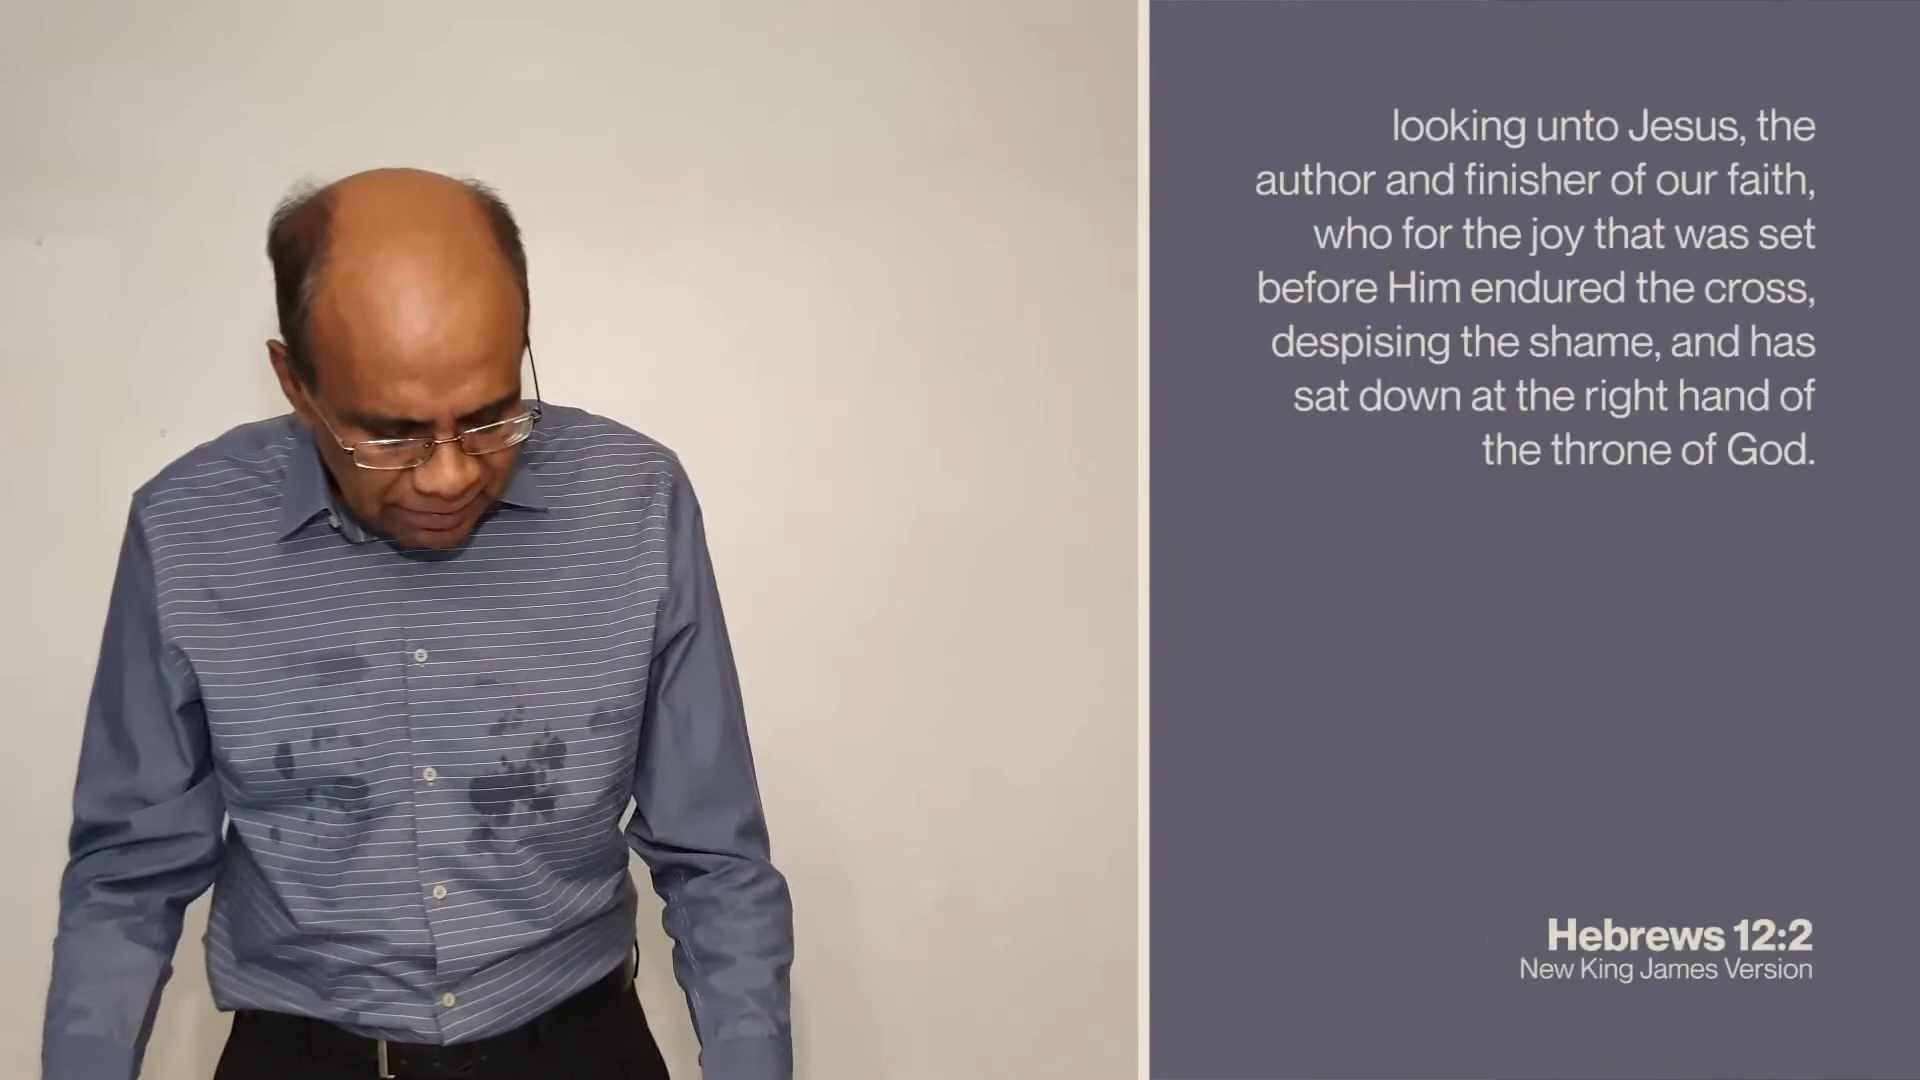 looking unto Jesus, the
author and finisher of our faith,
who for the joy that was set
before Him endured the cross,
despising the shame, and has
sat down at the right hand of
the throne of God.
Hebrews 12:2
New King James Version